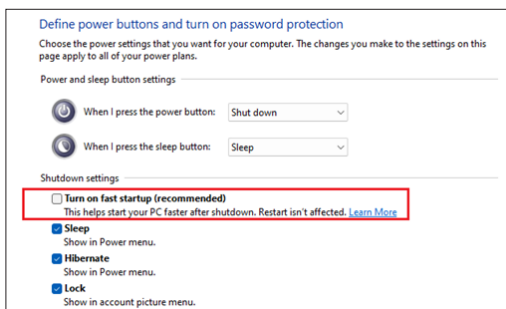 Define power buttons and turn on password protection
Choose the power settings that you want for your computer. The changes you make to the settings on this
page apply to all of your power plans.
Power and sleep button settings
When I press the power button: Shut down
When I press the sleep button: Sleep
Shutdown settings
Turn on fast startup (recommended)
This helps start your PC faster after shutdown. Restart isn't affected. Learn More
Sleep
Show in Power menu.
Hibernate
Show in Power menu.
Lock
Show in account picture menu.